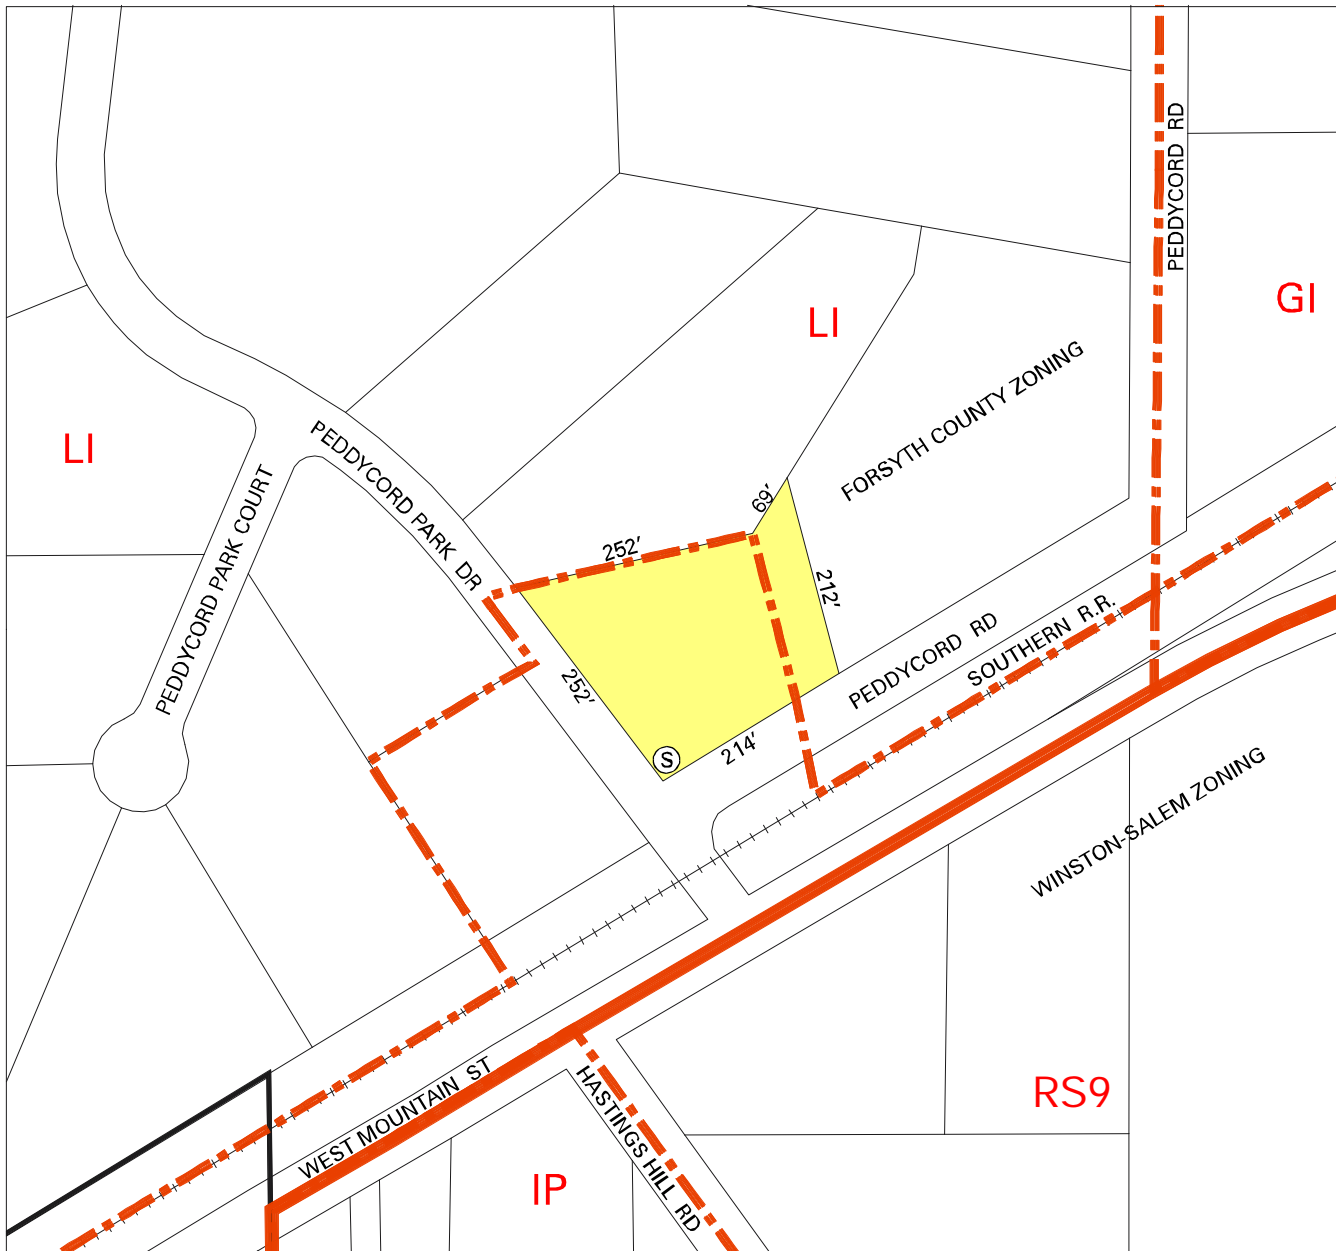 PEDDYCORD RD
GI
LI
FORSYTH COUNTY ZONING
LI
PEDDYCORD PARK DR
PEDDYCORD PARK COURT
69'
252'
212'
252'
PEDDYCORD RD
SOUTHERN R.R.
S
214'
WINSTON-SALEM ZONING
WEST MOUNTAIN ST
HASTINGS HILL RD
RS9
IP